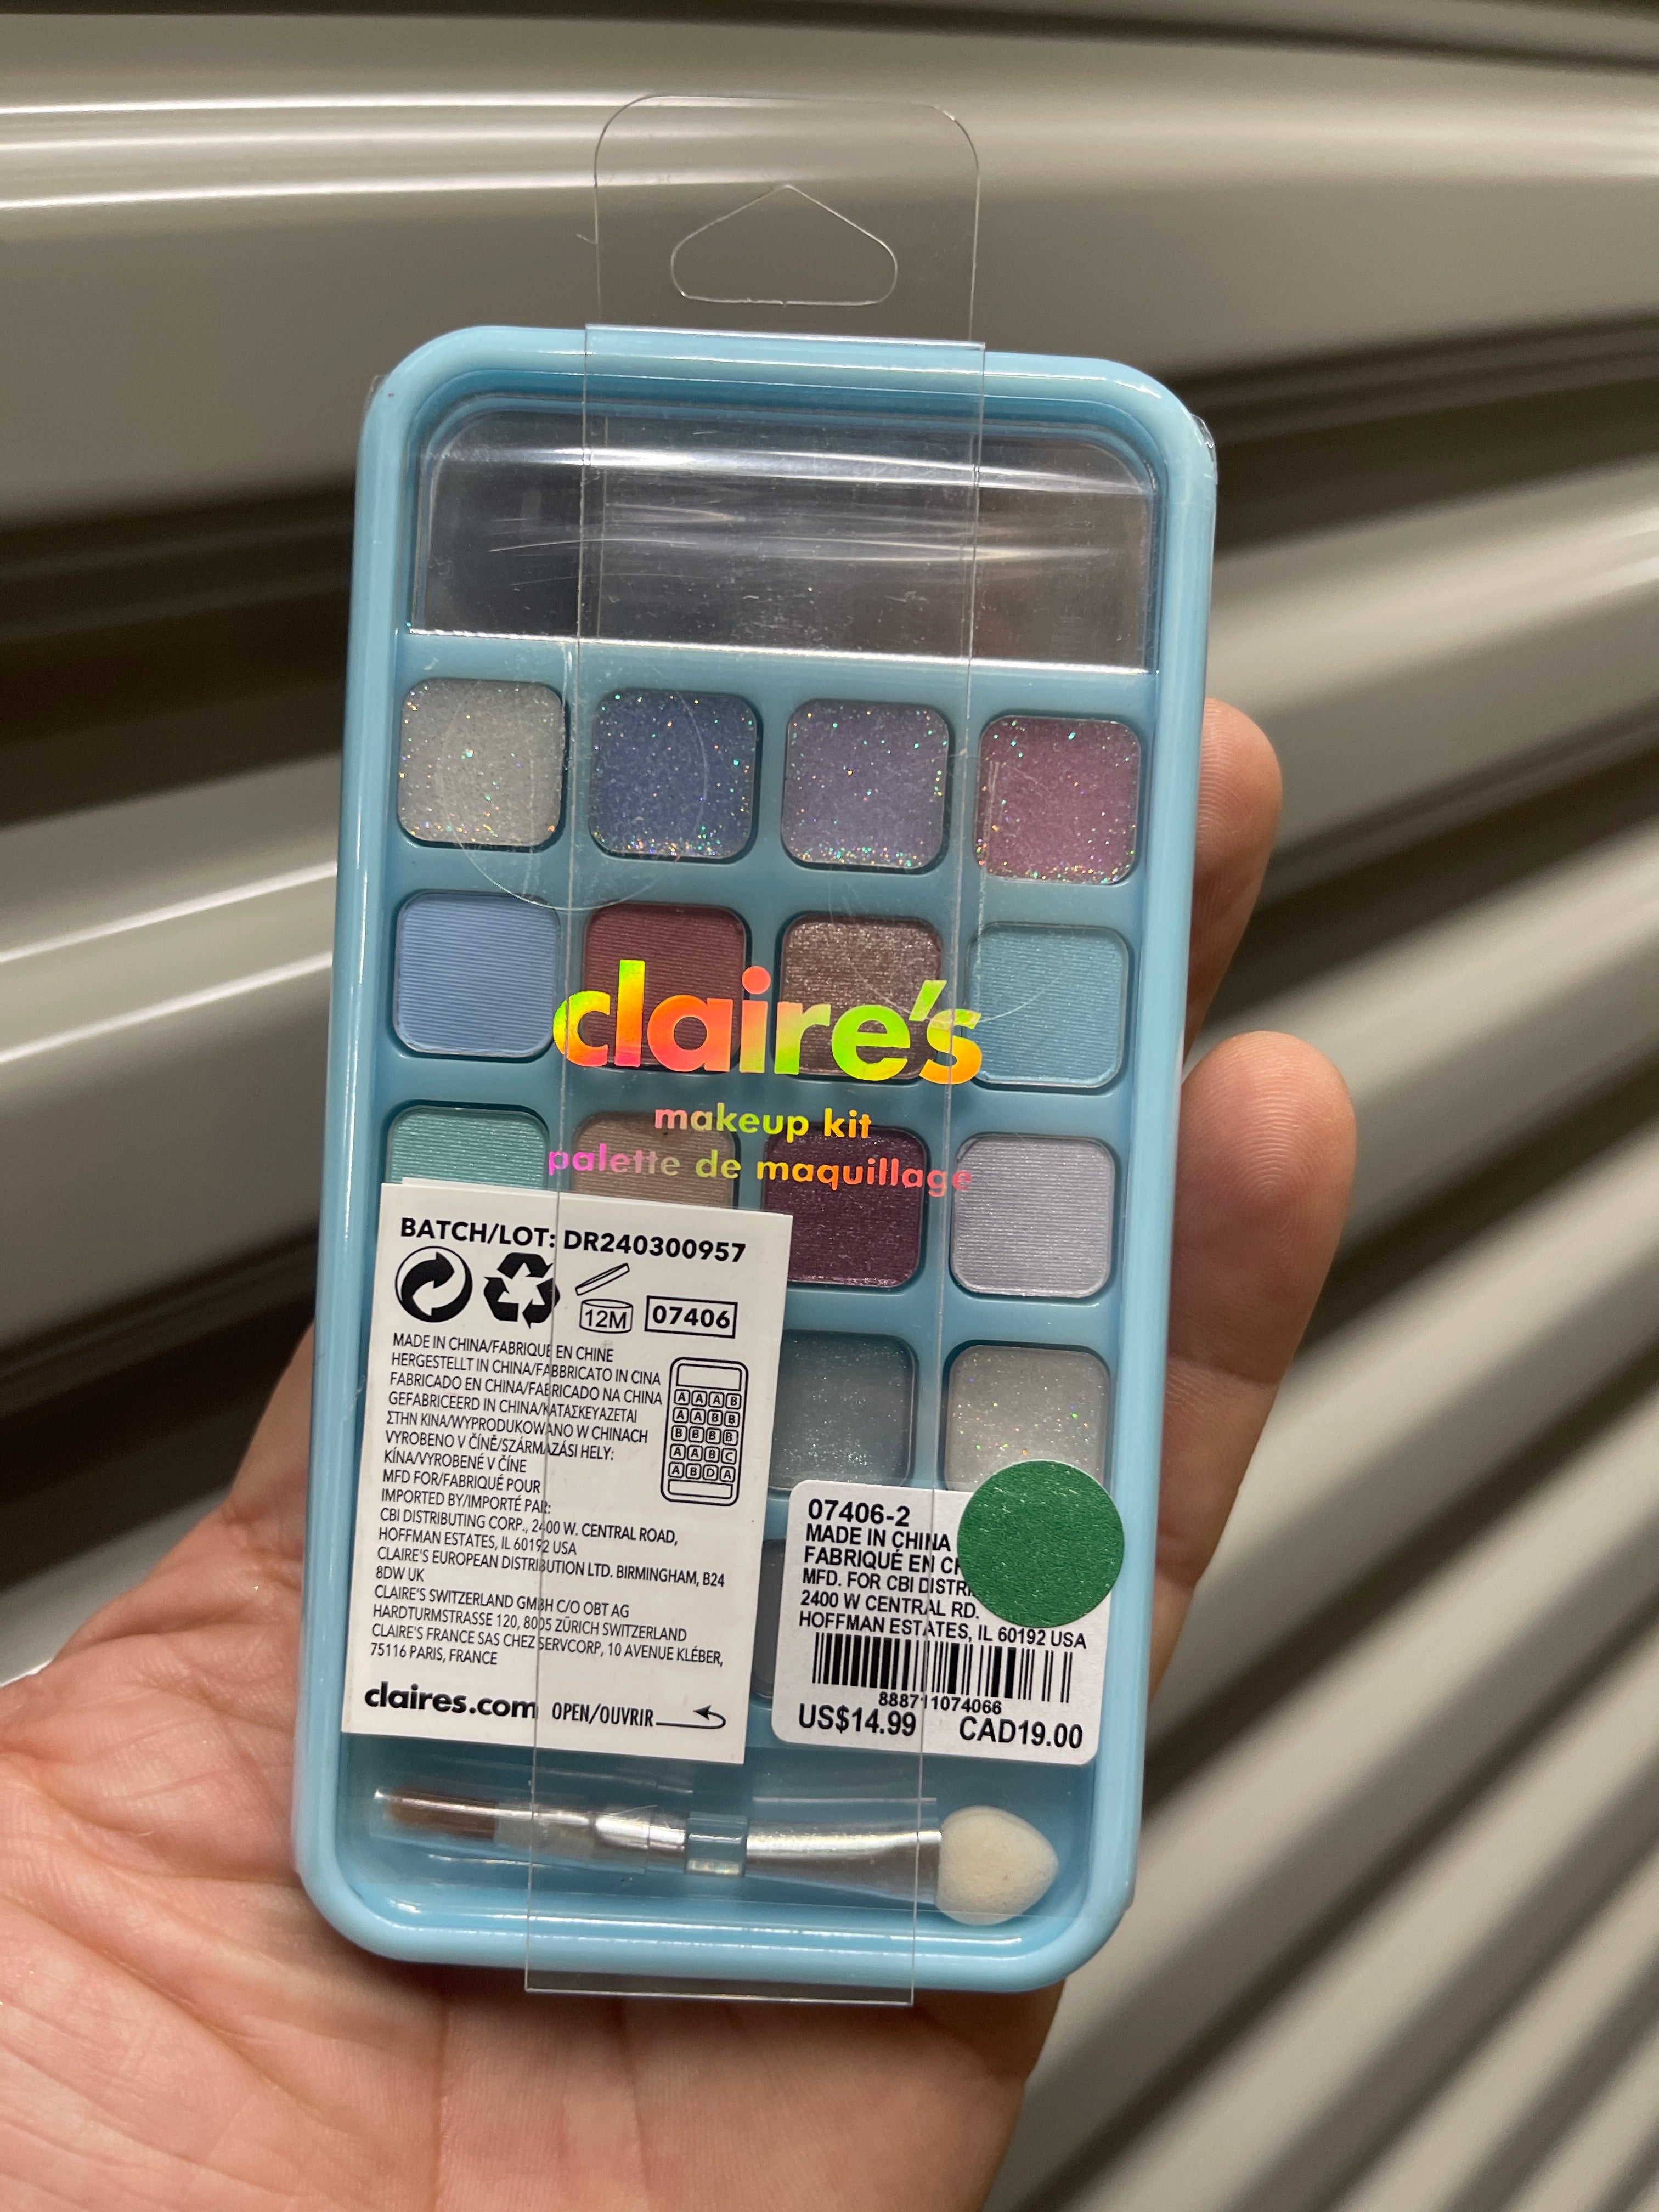 claire's
makeup kit
palette de maquillage
BATCH/LOT: DR240300957
12M
07406
MADE IN CHINA/FABRIQUE EN CHINE
HERGESTELLT IN CHINA/FABBRICATO IN CINA
FABRICADO EN CHINA/FABRICADO NA CHINA
GEFABRICEERD IN CHINA/ΚΑΤΑΣΚΕΥΑΖΕΤΑΙ
ΣΤΗΝ ΚΙΝΑ/WYPRODUKOWANO W CHINACH
VYROBENO V ČÍNĚ/SZÁRMAZÁSI HELY:
KÍNA/VYROBENÉ V ČÍNE
MFD FOR/FABRIQUÉ POUR
IMPORTED BY/IMPORTÉ PAR:
CBI DISTRIBUTING CORP., 2400 W. CENTRAL ROAD,
HOFFMAN ESTATES, IL 60192 USA
CLAIRE'S EUROPEAN DISTRIBUTION LTD. BIRMINGHAM, B24
8DW UK
CLAIRE'S SWITZERLAND GMBH C/O OBT AG
HARDTURMSTRASSE 120, 8005 ZÜRICH SWITZERLAND
CLAIRE'S FRANCE SAS CHEZ SERVCORP, 10 AVENUE KLÉBER,
75116 PARIS, FRANCE
claires.com OPEN/OUVRIR
A A A B
A A B B
B B B B
A A B C
A B D A
07406-2
MADE IN CHINA
FABRIQUÉ EN
MFD. FOR CBI
2400 W CENTRAL RD.
HOFFMAN ESTATES, IL 60192 USA
888711074066
US$14.99 CAD19.00